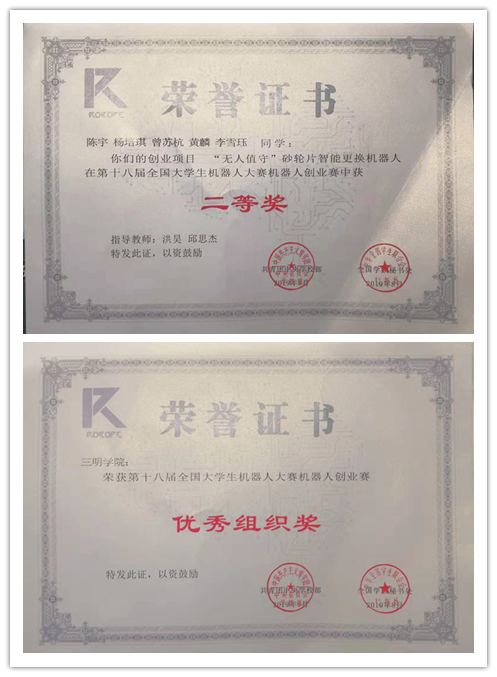 荣誉证书
陈宇 杨培琪 曾苏杭 黄麟 李雪珏 同学：
你们的创业项目 “无人值守”砂轮片智能更换机器人
在第十八届全国大学生机器人大赛机器人创业赛中获
二等奖
指导教师：洪昊 邱思杰
特发此证，以资鼓励
荣誉证书
三明学院：
荣获第十八届全国大学生机器人大赛机器人创业赛
优秀组织奖
特发此证，以资鼓励